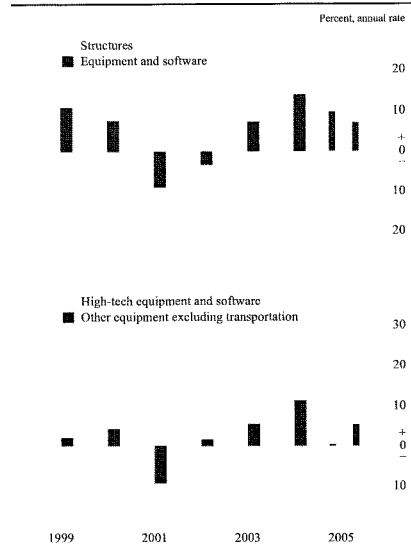 Percent, annual rate
Structures
Equipment and software
20
10
+
0
–
10
20
High-tech equipment and software
Other equipment excluding transportation
30
20
10
+
0
–
10
1999 2001 2003 2005